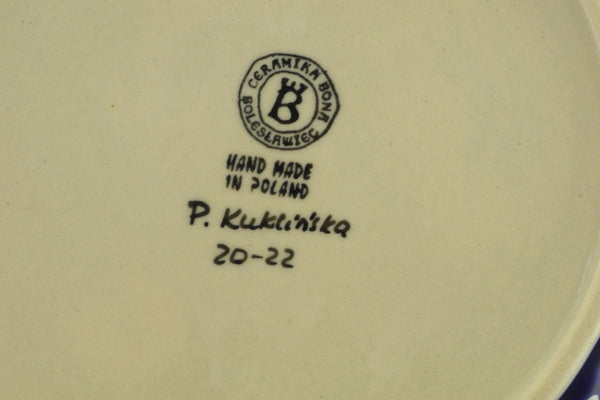 CERAMIKA BONA
B
BOLESŁAWIEC
HAND MADE
IN POLAND
P. Kuklińska
20-22